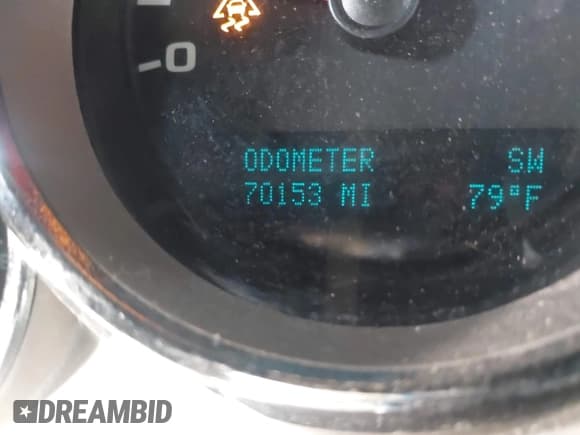 0
ODOMETER SW
70153 MI 79°F
DREAMBID